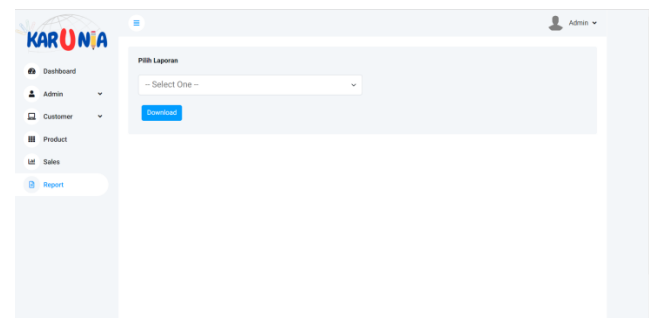 KARUNIA
Admin
Dashboard
Admin
Customer
Product
Sales
Report
Pilih Laporan
-- Select One --
Download